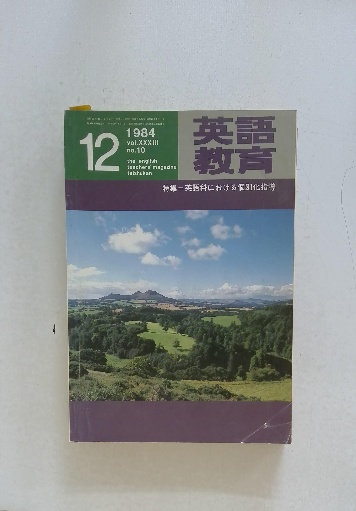 12
1984
vol.XXXIII
no.10
the english
teachers' magazine
taishukan
英語
教育
特集=英語科における個別化指導